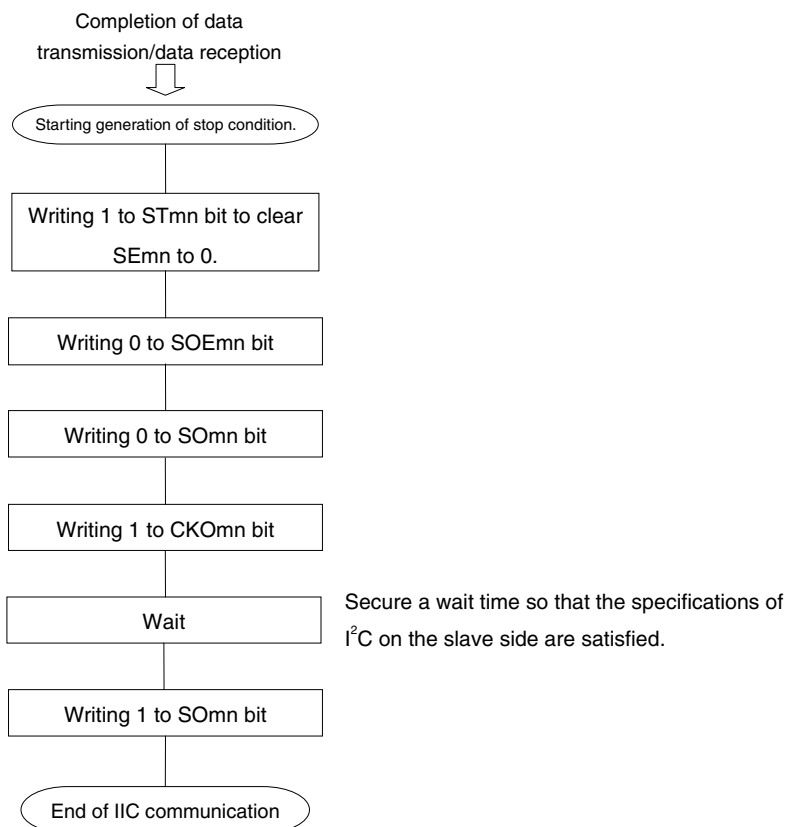 Completion of data
transmission/data reception
Starting generation of stop condition.
Writing 1 to STmn bit to clear
SEmn to 0.
Writing 0 to SOEmn bit
Writing 0 to SOmn bit
Writing 1 to CKOmn bit
Wait
Secure a wait time so that the specifications of
I²C on the slave side are satisfied.
Writing 1 to SOmn bit
End of IIC communication